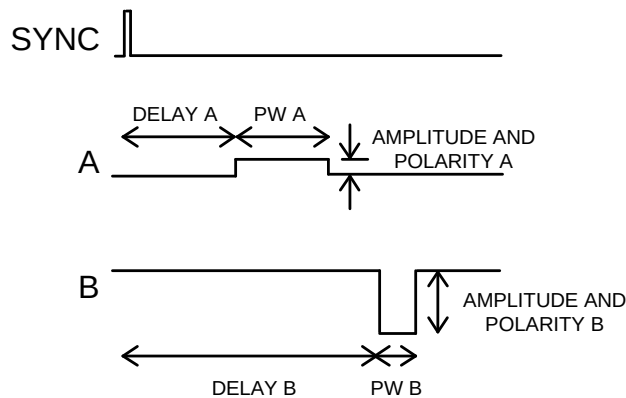 SYNC
DELAY A
PW A
AMPLITUDE AND
POLARITY A
A
B
AMPLITUDE AND
POLARITY B
DELAY B
PW B